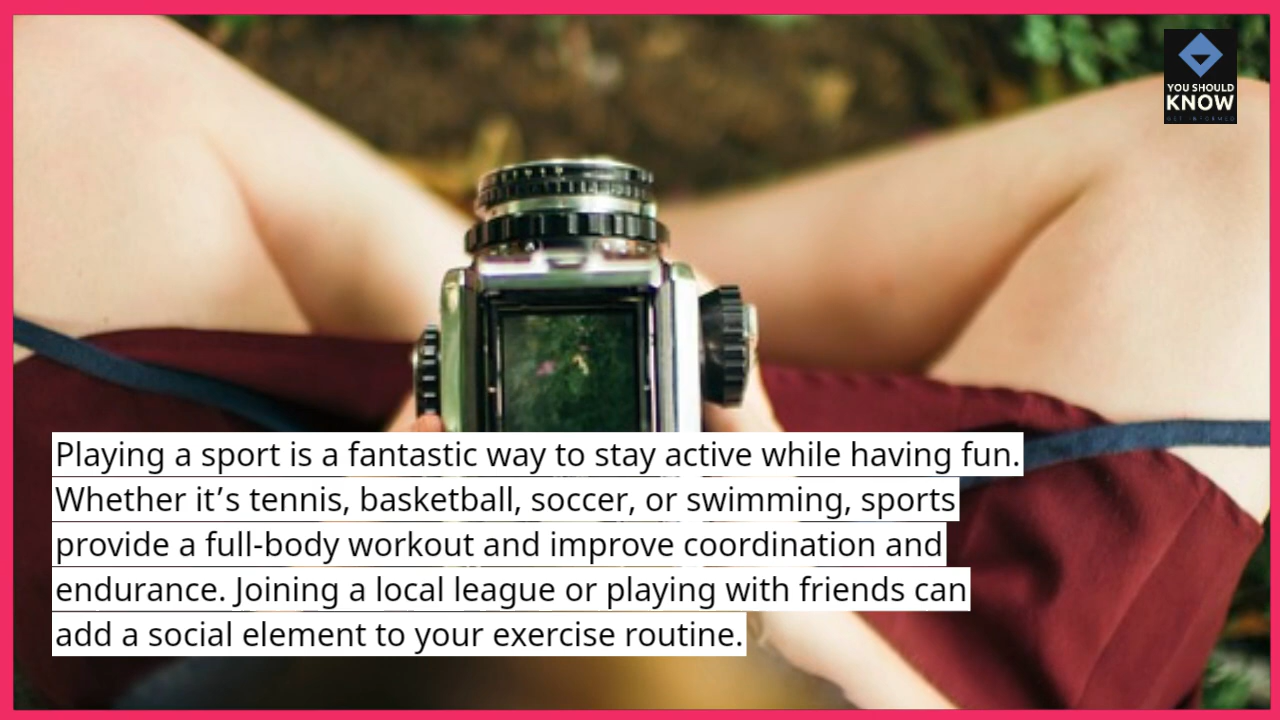 YOU SHOULD
KNOW
GET INFORMED
Playing a sport is a fantastic way to stay active while having fun.
Whether it’s tennis, basketball, soccer, or swimming, sports
provide a full-body workout and improve coordination and
endurance. Joining a local league or playing with friends can
add a social element to your exercise routine.